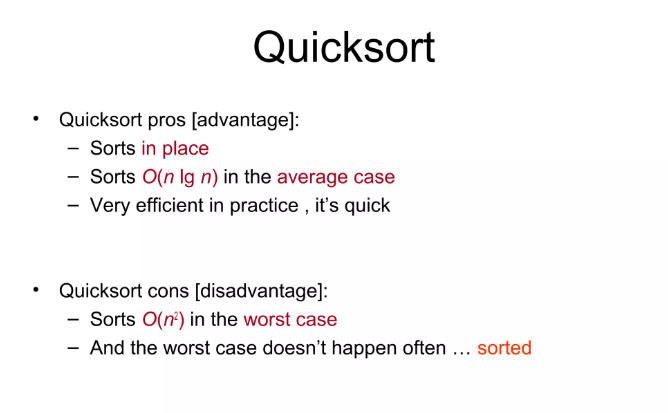 Quicksort
• Quicksort pros [advantage]:
– Sorts in place
– Sorts O(n lg n) in the average case
– Very efficient in practice , it’s quick
• Quicksort cons [disadvantage]:
– Sorts O(n²) in the worst case
– And the worst case doesn’t happen often … sorted